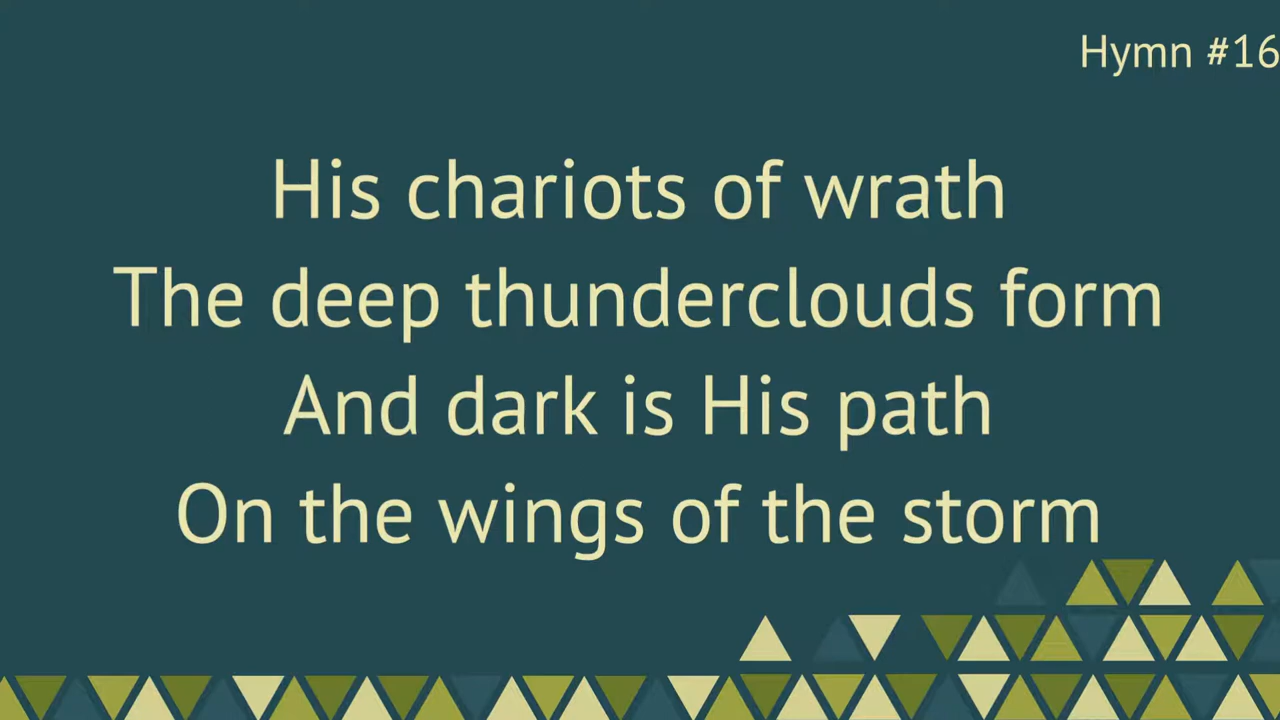 Hymn #16
His chariots of wrath
The deep thunderclouds form
And dark is His path
On the wings of the storm